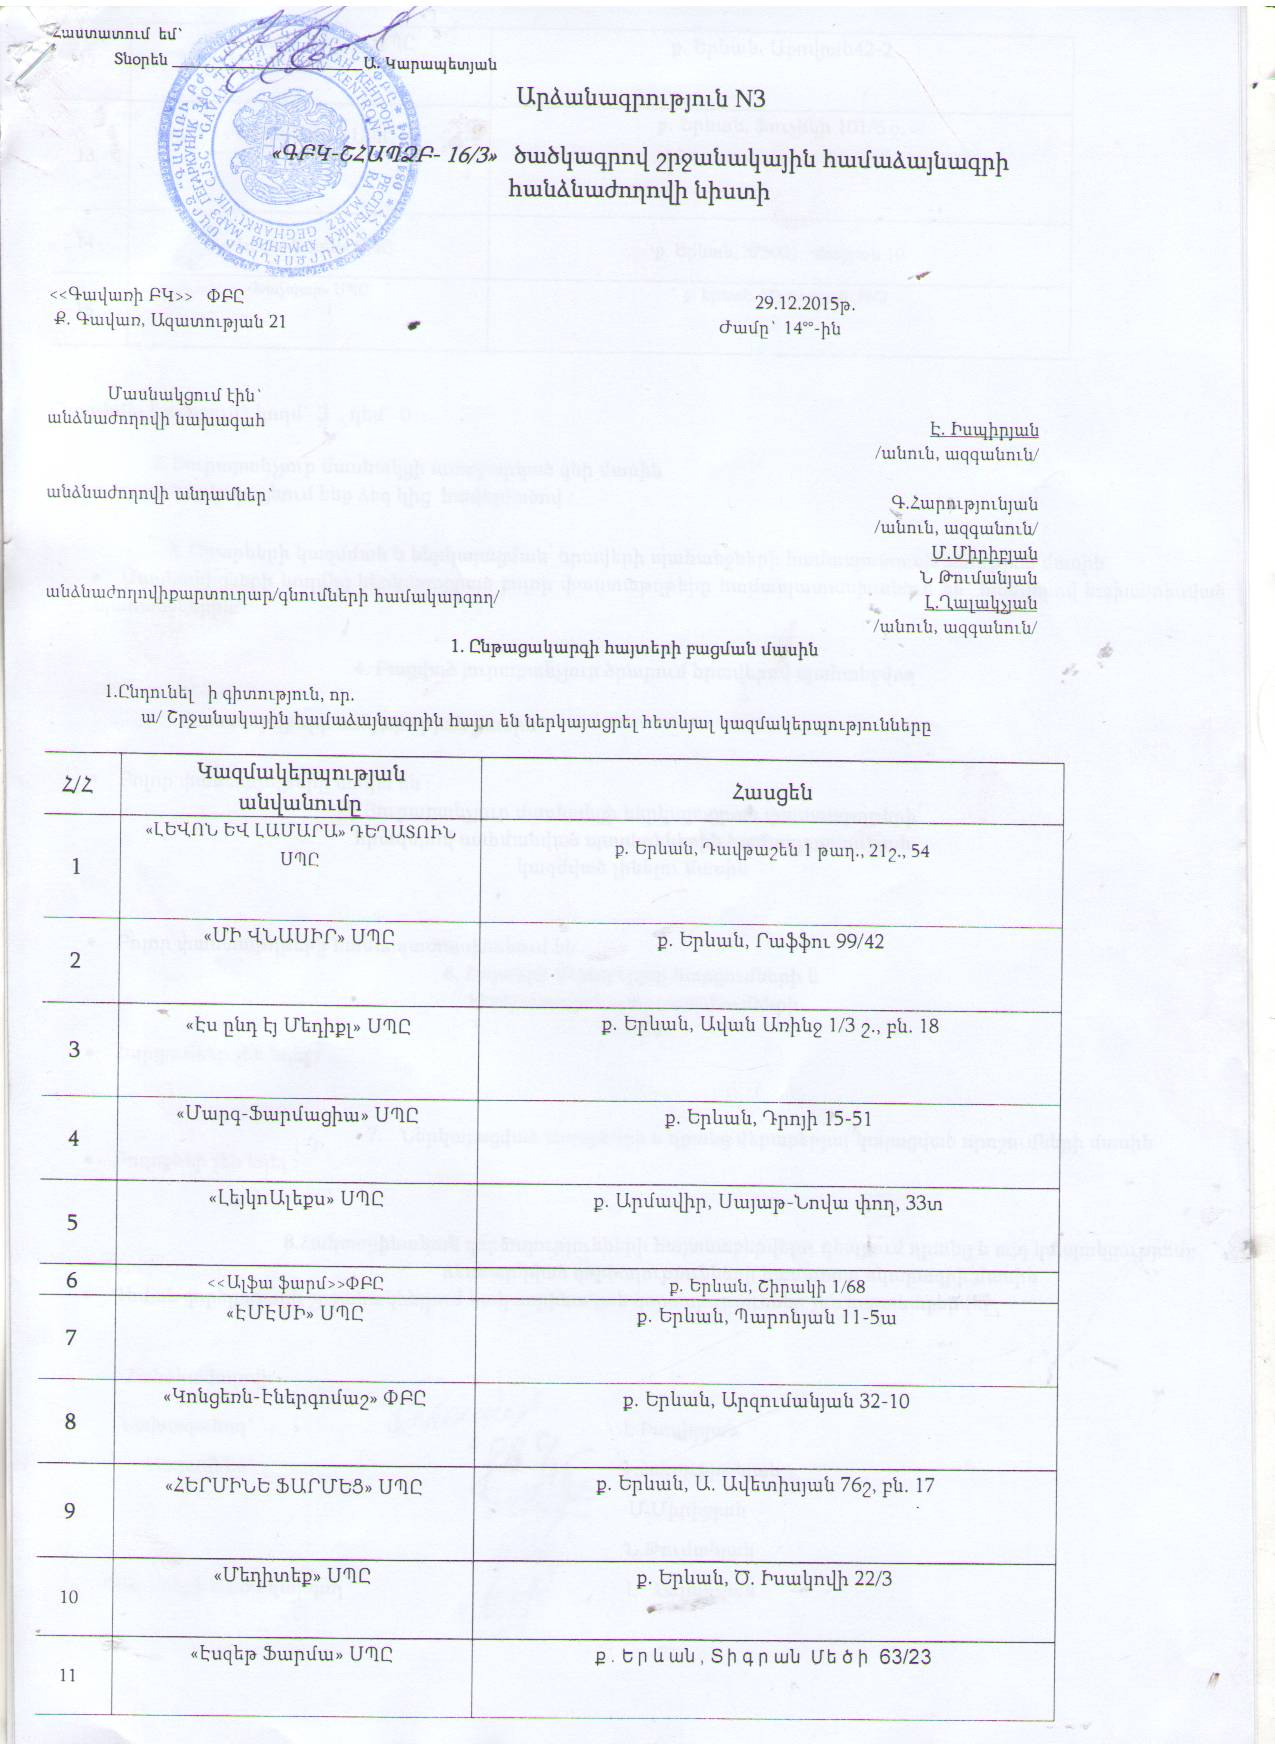 Հաստատում եմ՝
Տնօրեն ____________________Ա. Կարապետյան
Արձանագրություն N3
«ԳԲԿ-ՇՀԱՊՁԲ- 16/3» ծածկագրով շրջանակային համաձայնագրի
հանձնաժողովի նիստի
<<Գավառի ԲԿ>> ՓԲԸ
29.12.2015թ.
Ք. Գավառ, Ազատության 21
Ժամը՝ 14°°-ին
Մասնակցում էին՝
անձնաժողովի նախագահ
Է. Իսպիրյան
/անուն, ազգանուն/
անձնաժողովի անդամներ՝
Գ.Հարությունյան
/անուն, ազգանուն/
Մ.Միրիբյան
Ն Թումանյան
անձնաժողովիքարտուղար/գնումների համակարգող/
Լ.Ղալակչյան
/անուն, ազգանուն/
1. Ընթացակարգի հայտերի բացման մասին
1.Ընդունել ի գիտություն, որ.
ա/ Շրջանակային համաձայնագրին հայտ են ներկայացրել հետևյալ կազմակերպությունները
Հ/Հ
Կազմակերպության
անվանումը
Հասցեն
1
«ԼԵՎՈՆ ԵՎ ԼԱՄԱՐԱ» ԴԵՂԱՏՈՒՆ
ՍՊԸ
ք. Երևան, Դավթաշեն 1 թաղ., 21շ., 54
2
«ՄԻ ՎՆԱՍԻՐ» ՍՊԸ
ք. Երևան, Րաֆֆու 99/42
3
«Էս ընդ էյ Մեդիքլ» ՍՊԸ
ք. Երևան, Ավան Առինջ 1/3 շ., բն. 18
4
«Մարգ-Ֆարմացիա» ՍՊԸ
ք. Երևան, Դրոյի 15-51
5
«ԼեյկոԱլեքս» ՍՊԸ
ք. Արմավիր, Սայաթ-Նովա փող, 33տ
6
<<Ալֆա ֆարմ>>ՓԲԸ
ք. Երևան, Շիրակի 1/68
7
«ԷՄԷՍԻ» ՍՊԸ
ք. Երևան, Պարոնյան 11-5ա
8
«Կոնցեռն-Էներգոմաշ» ՓԲԸ
ք. Երևան, Արզումանյան 32-10
9
«ՀԵՐՄԻՆԵ ՖԱՐՄԵՑ» ՍՊԸ
ք. Երևան, Ա. Ավետիսյան 76շ, բն. 17
10
«Մեդիտեք» ՍՊԸ
ք. Երևան, Ծ. Իսակովի 22/3
11
«Էսզեթ Ֆարմա» ՍՊԸ
ք. Երևան, Տիգրան Մեծի 63/23